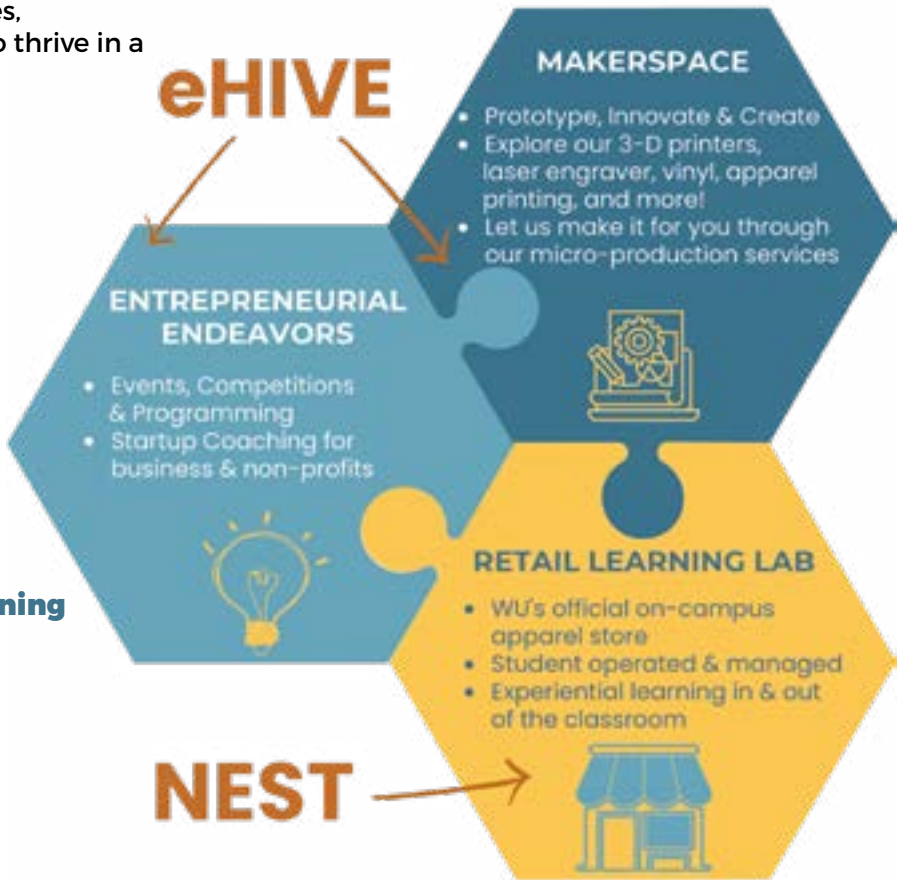 es,
o thrive in a
eHIVE
MAKERSPACE
• Prototype, Innovate & Create
• Explore our 3-D printers,
laser engraver, vinyl, apparel
printing, and more!
• Let us make it for you through
our micro-production services
ENTREPRENEURIAL
ENDEAVORS
• Events, Competitions
& Programming
• Startup Coaching for
business & non-profits
ning
RETAIL LEARNING LAB
• WU's official on-campus
apparel store
• Student operated & managed
• Experiential learning in & out
of the classroom
NEST